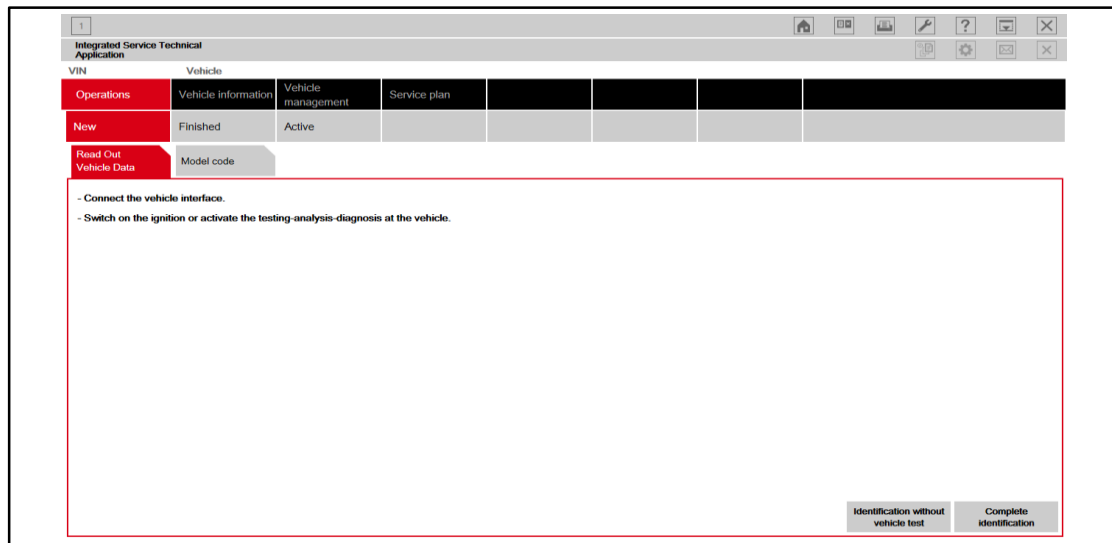 1
?
Integrated Service Technical
Application
VIN Vehicle
Operations Vehicle information Vehicle
management Service plan
New Finished Active
Read Out
Vehicle Data Model code
- Connect the vehicle interface.
- Switch on the ignition or activate the testing-analysis-diagnosis at the vehicle.
Identification without
vehicle test
Complete
identification